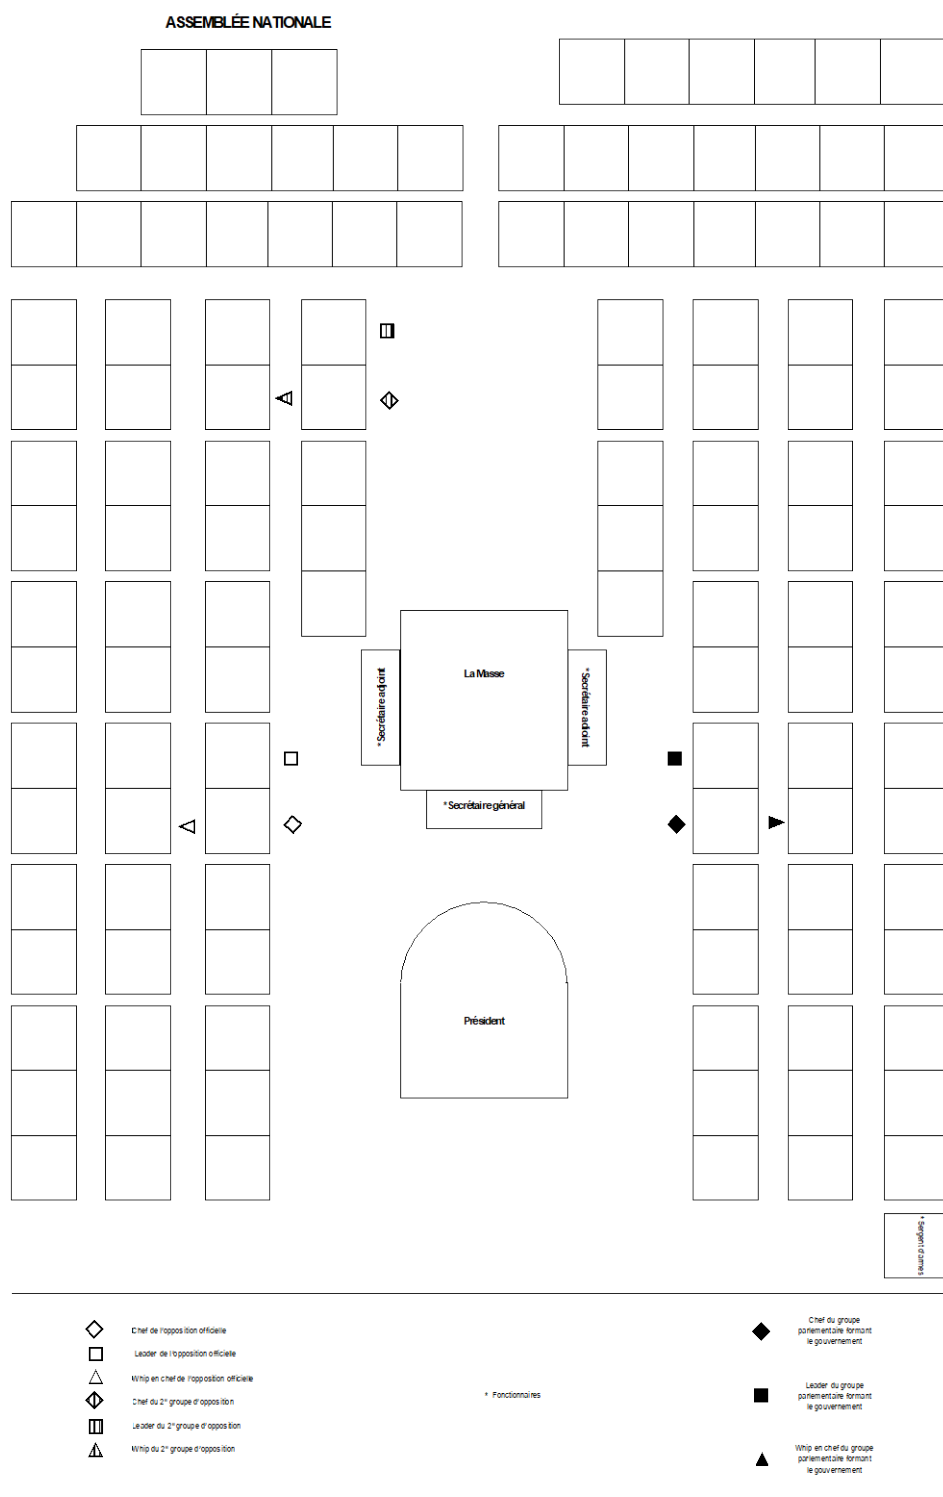 ASSEMBLÉE NATIONALE
La Masse
* Secrétaire adjoint
* Secrétaire adjoint
* Secrétaire général
Président
* Sergent d'armes
Chef de l'opposition officielle
Leader de l'opposition officielle
Whip en chef de l'opposition officielle
Chef du 2e groupe d'opposition
Leader du 2e groupe d'opposition
Whip du 2e groupe d'opposition
* Fonctionnaires
Chef du groupe
parlementaire formant
le gouvernement
Leader du groupe
parlementaire formant
le gouvernement
Whip en chef du groupe
parlementaire formant
le gouvernement